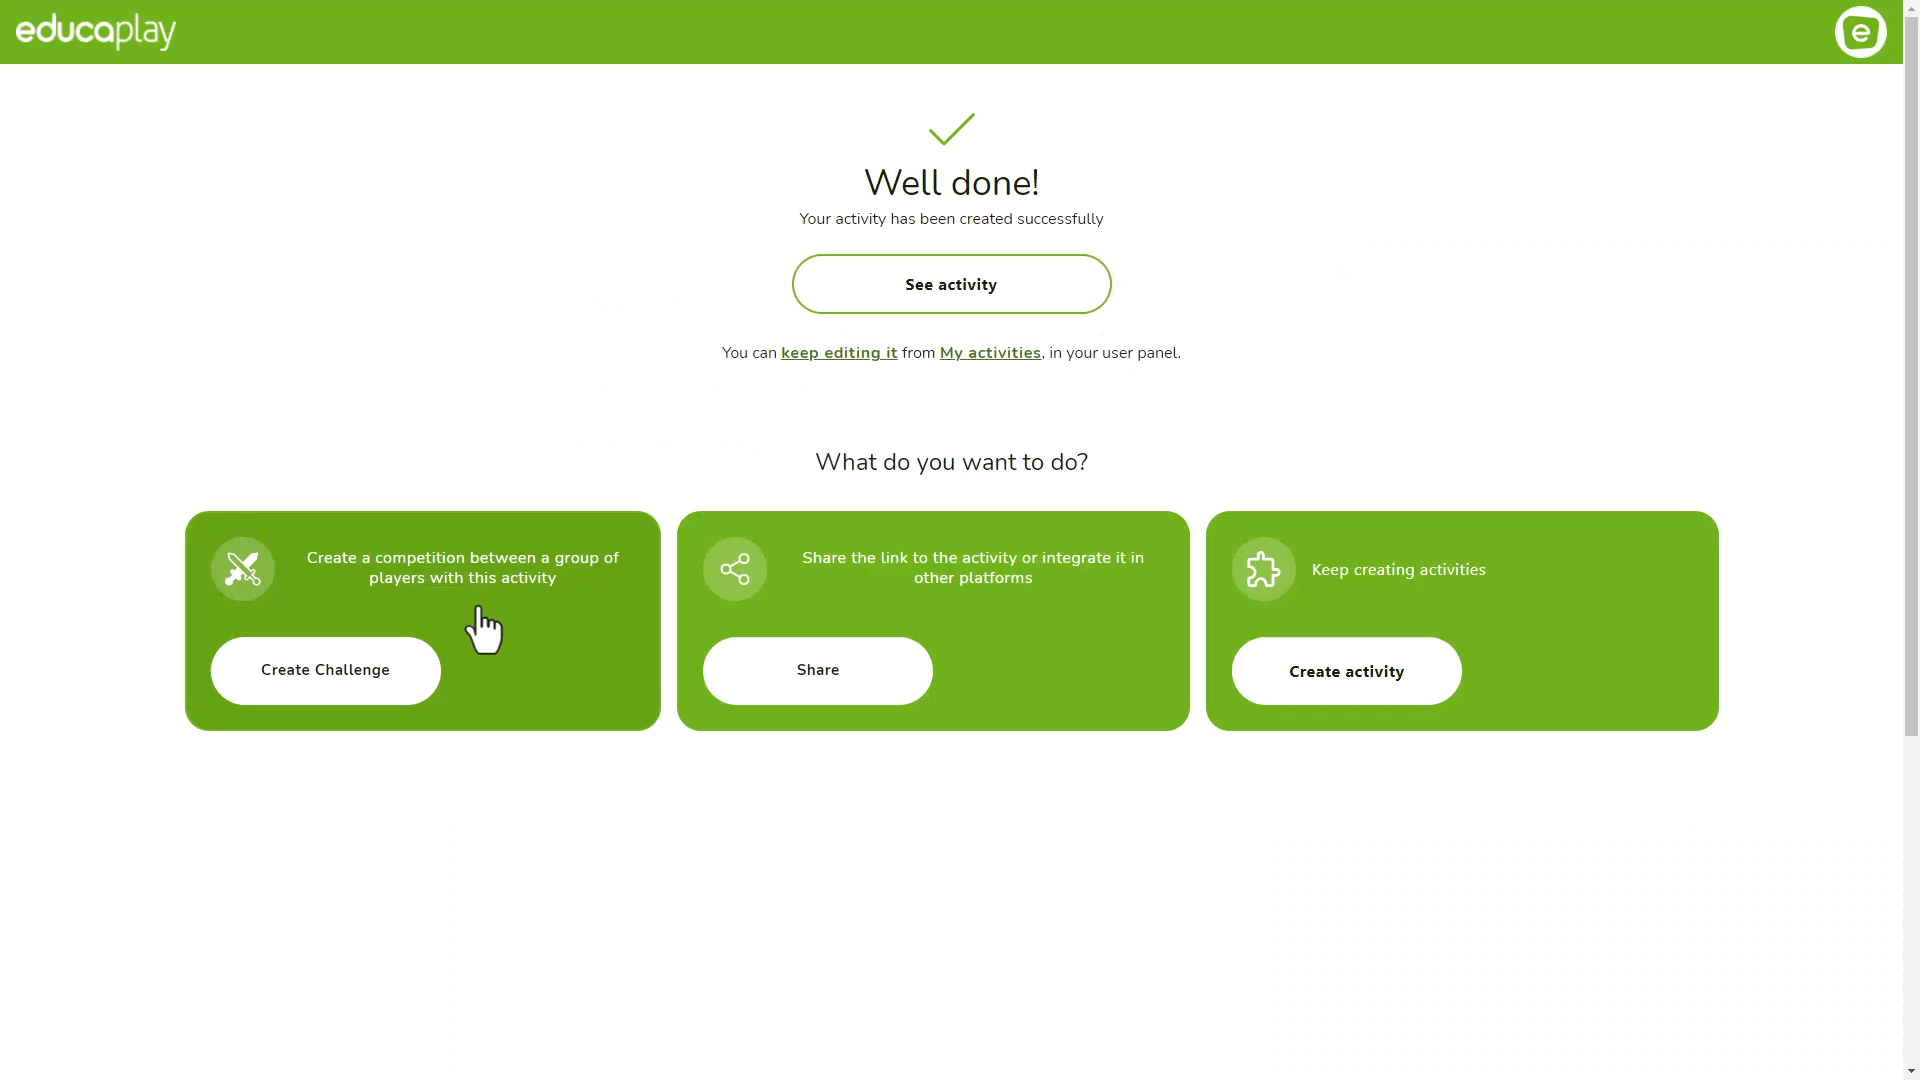 educaplay
e
Well done!
Your activity has been created successfully
See activity
You can keep editing it from My activities, in your user panel.
What do you want to do?
Create a competition between a group of
players with this activity
Create Challenge
Share the link to the activity or integrate it in
other platforms
Share
Keep creating activities
Create activity